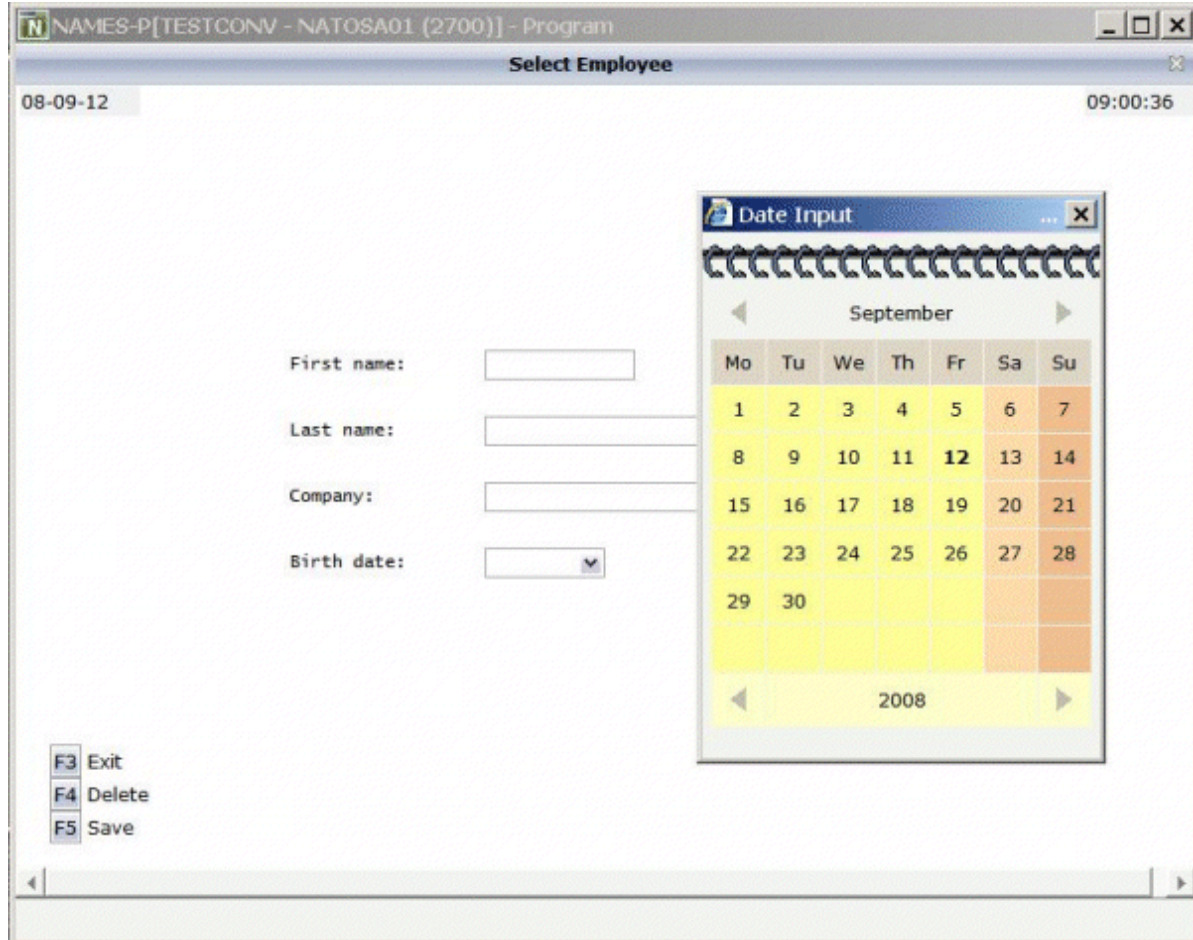 NAMES-P[TESTCONV - NATOSA01 (2700)] - Program
Select Employee
08-09-12 09:00:36
Date Input ...
September
Mo Tu We Th Fr Sa Su
1 2 3 4 5 6 7
8 9 10 11 12 13 14
15 16 17 18 19 20 21
22 23 24 25 26 27 28
29 30
2008
First name:
Last name:
Company:
Birth date:
F3 Exit
F4 Delete
F5 Save